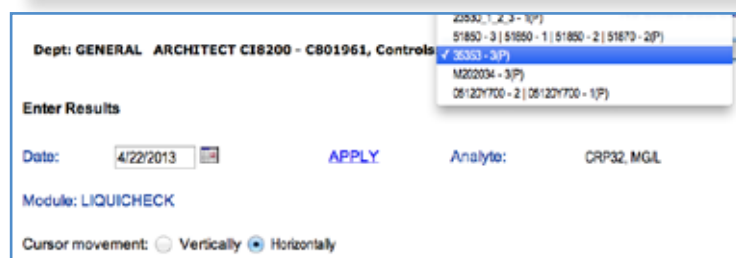 23530_1_2_3 - 1(P)
51850 - 3 | 51850 - 1 | 51850 - 2 | 51870 - 2(P)
Dept: GENERAL ARCHITECT CI8200 - C801961, Controls
✓ 35353 - 3(P)
M202034 - 3(P)
05120Y700 - 2 | 05120Y700 - 1(P)
Enter Results
Date: 4/22/2013 APPLY Analyte: CRP32, MG/L
Module: LIQUICHECK
Cursor movement: Vertically Horizontally